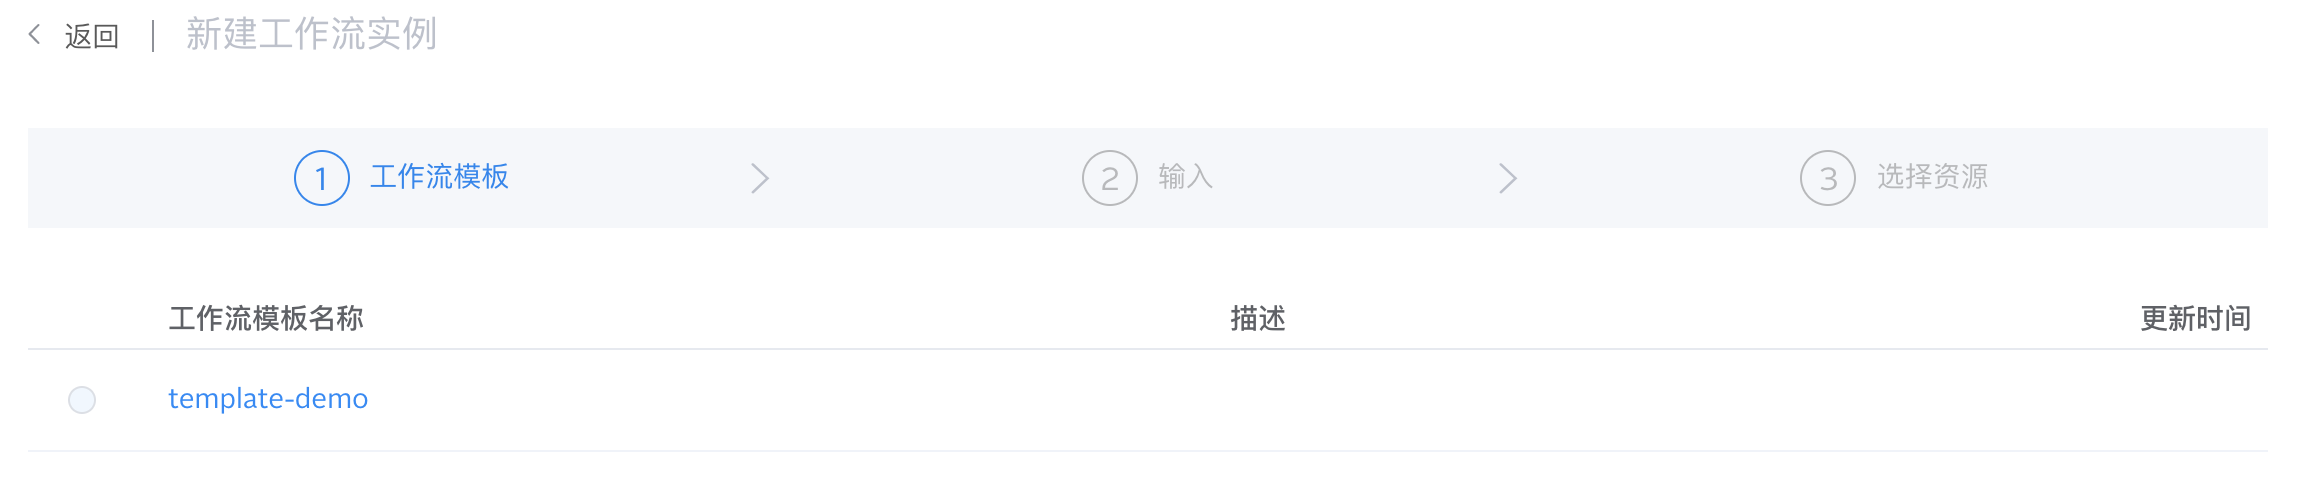 返回 新建工作流实例
1 工作流模板 2 输入 3 选择资源
工作流模板名称 描述 更新时间
template-demo